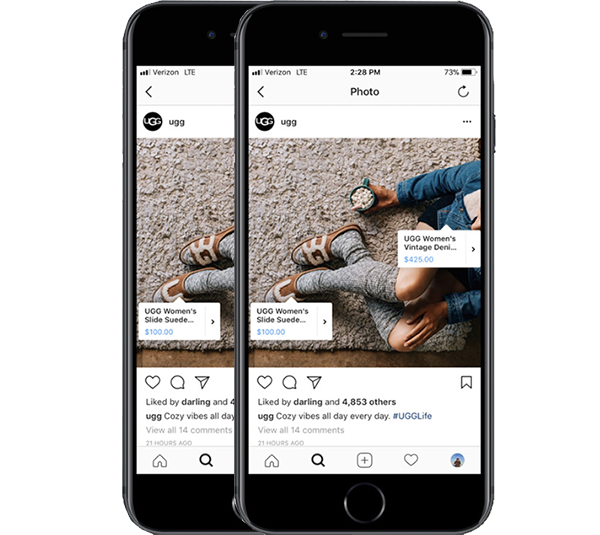 Verizon LTE
Verizon LTE 2:28 PM 73%
Photo
UGG ugg
UGG ugg
UGG Women's
Vintage Deni...
$425.00
UGG Women's
Slide Suede...
$100.00
UGG Women's
Slide Suede...
$100.00
Liked by darling and 4
ugg Cozy vibes all day
View all 14 comments
21 HOURS AGO
Liked by darling and 4,853 others
ugg Cozy vibes all day every day. #UGGLife
View all 14 comments
21 HOURS AGO